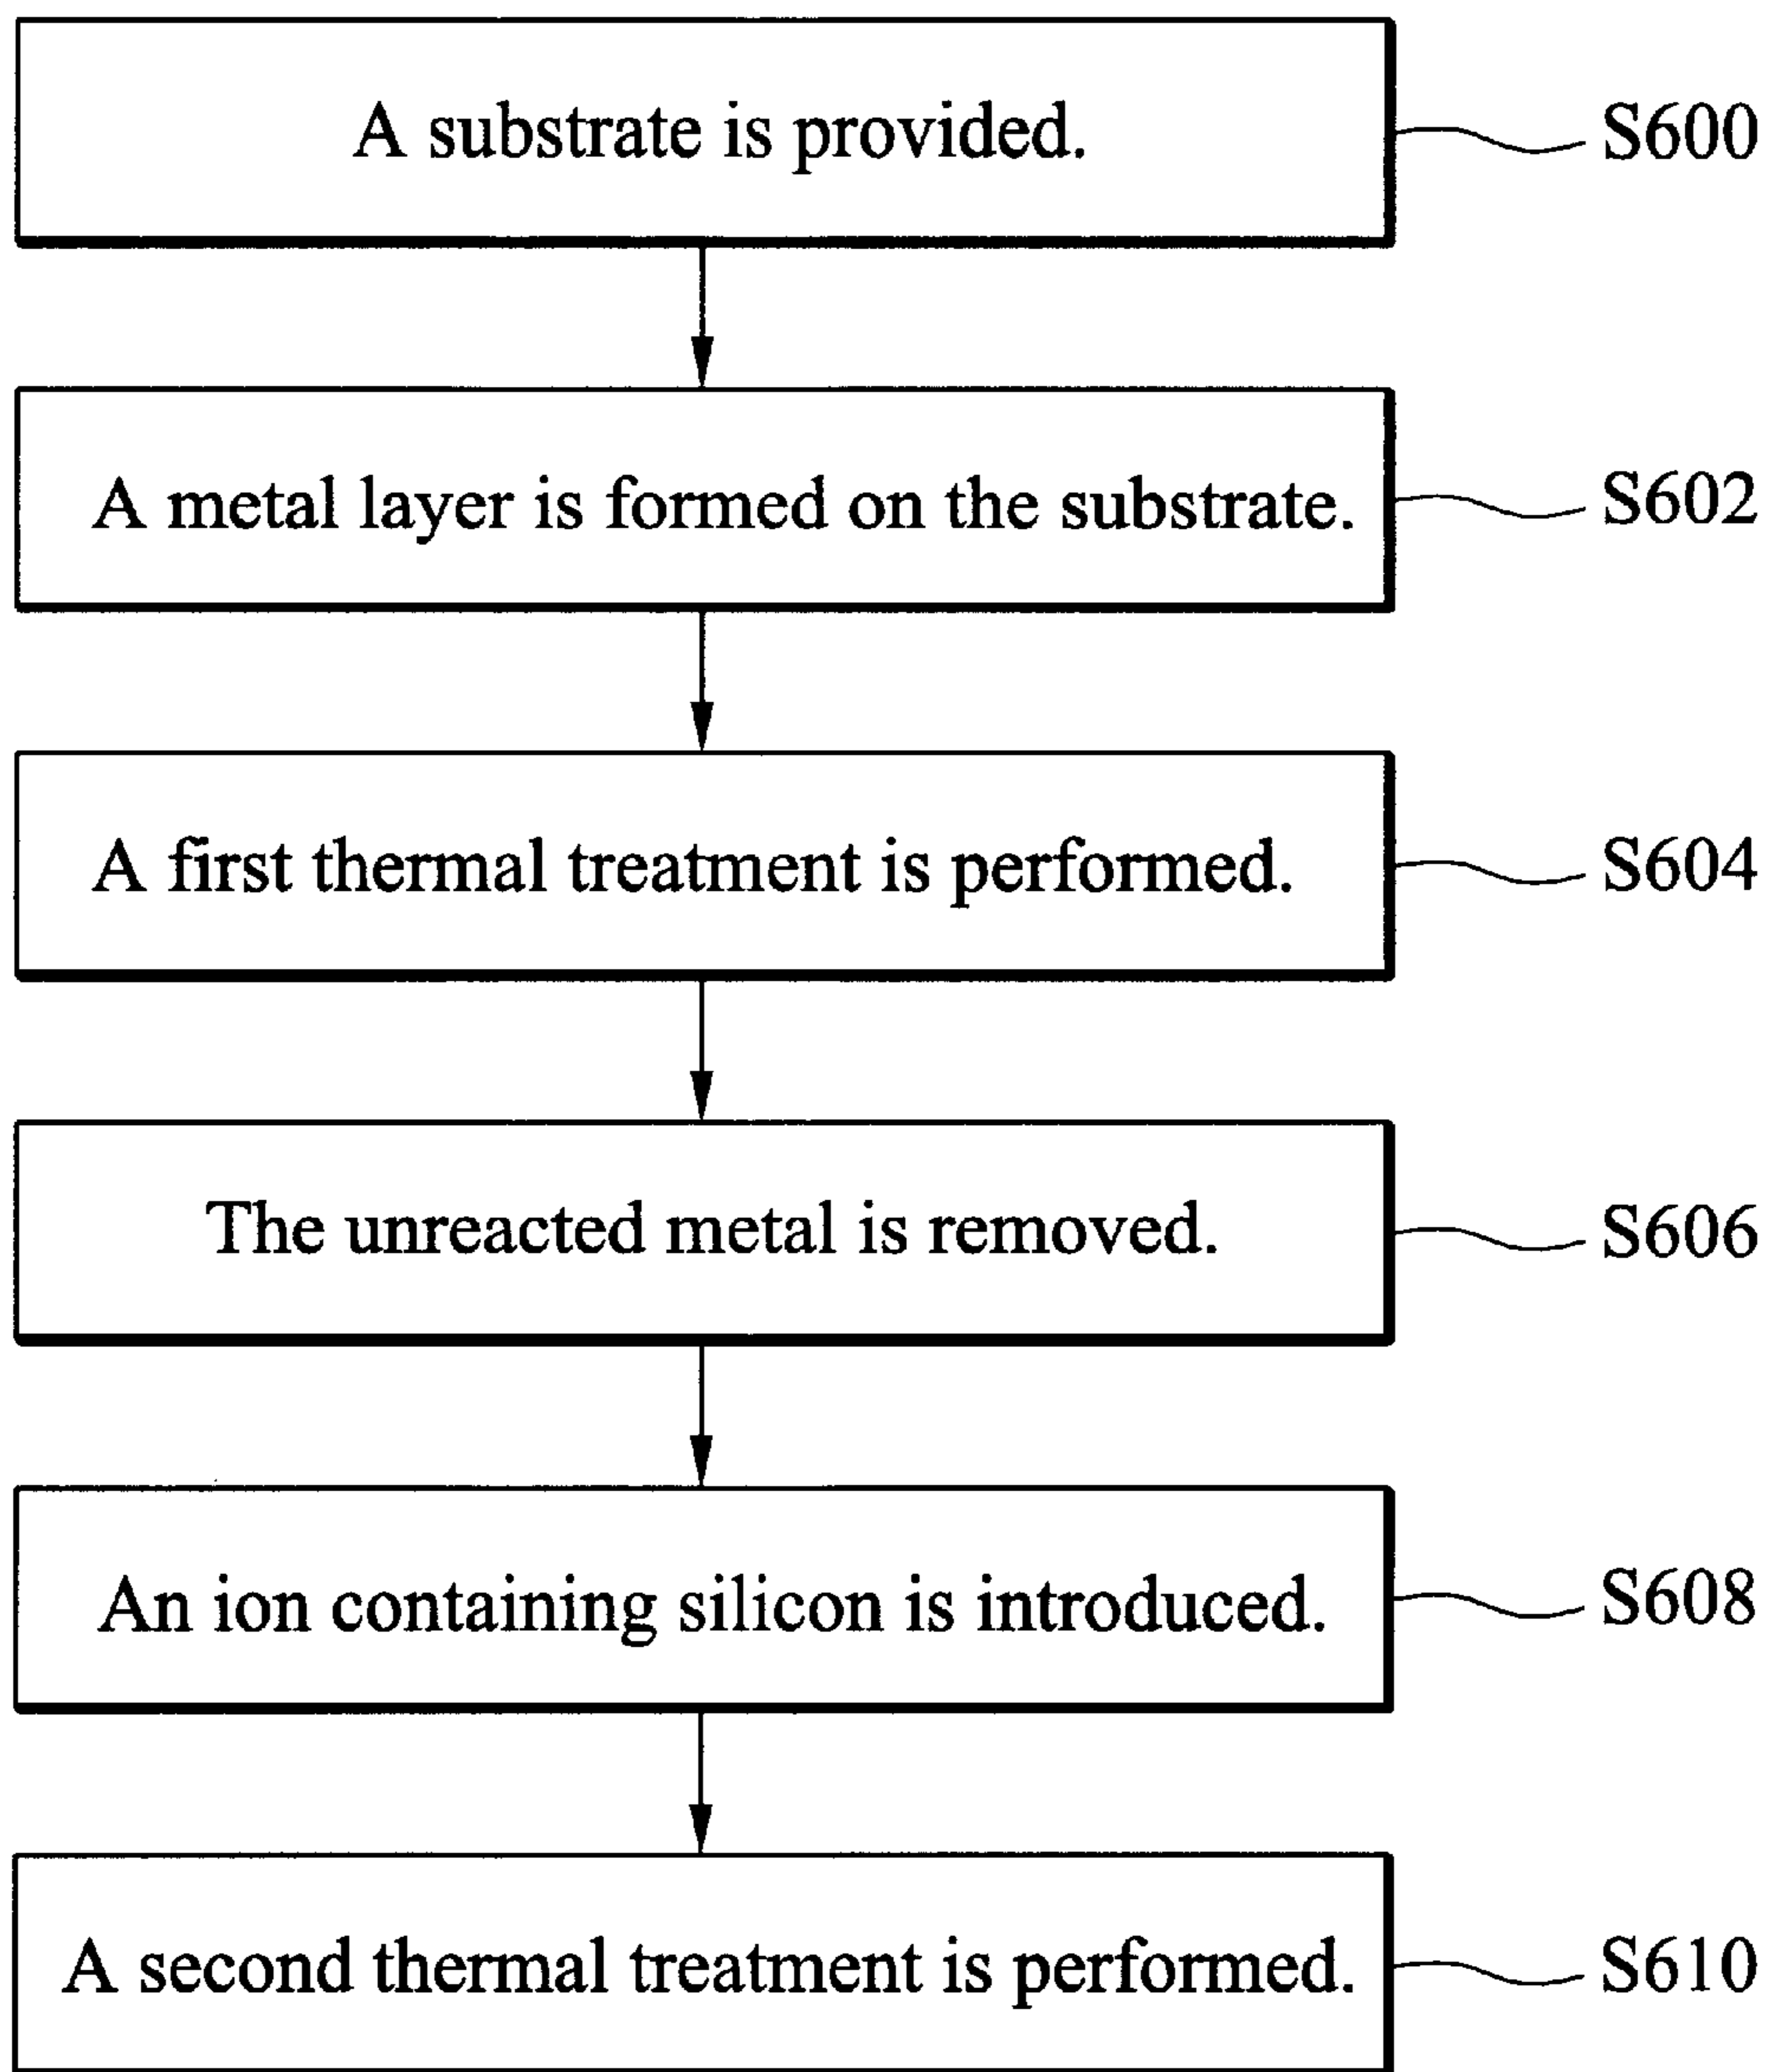 A substrate is provided.
S600
A metal layer is formed on the substrate.
S602
A first thermal treatment is performed.
S604
The unreacted metal is removed.
S606
An ion containing silicon is introduced.
S608
A second thermal treatment is performed.
S610